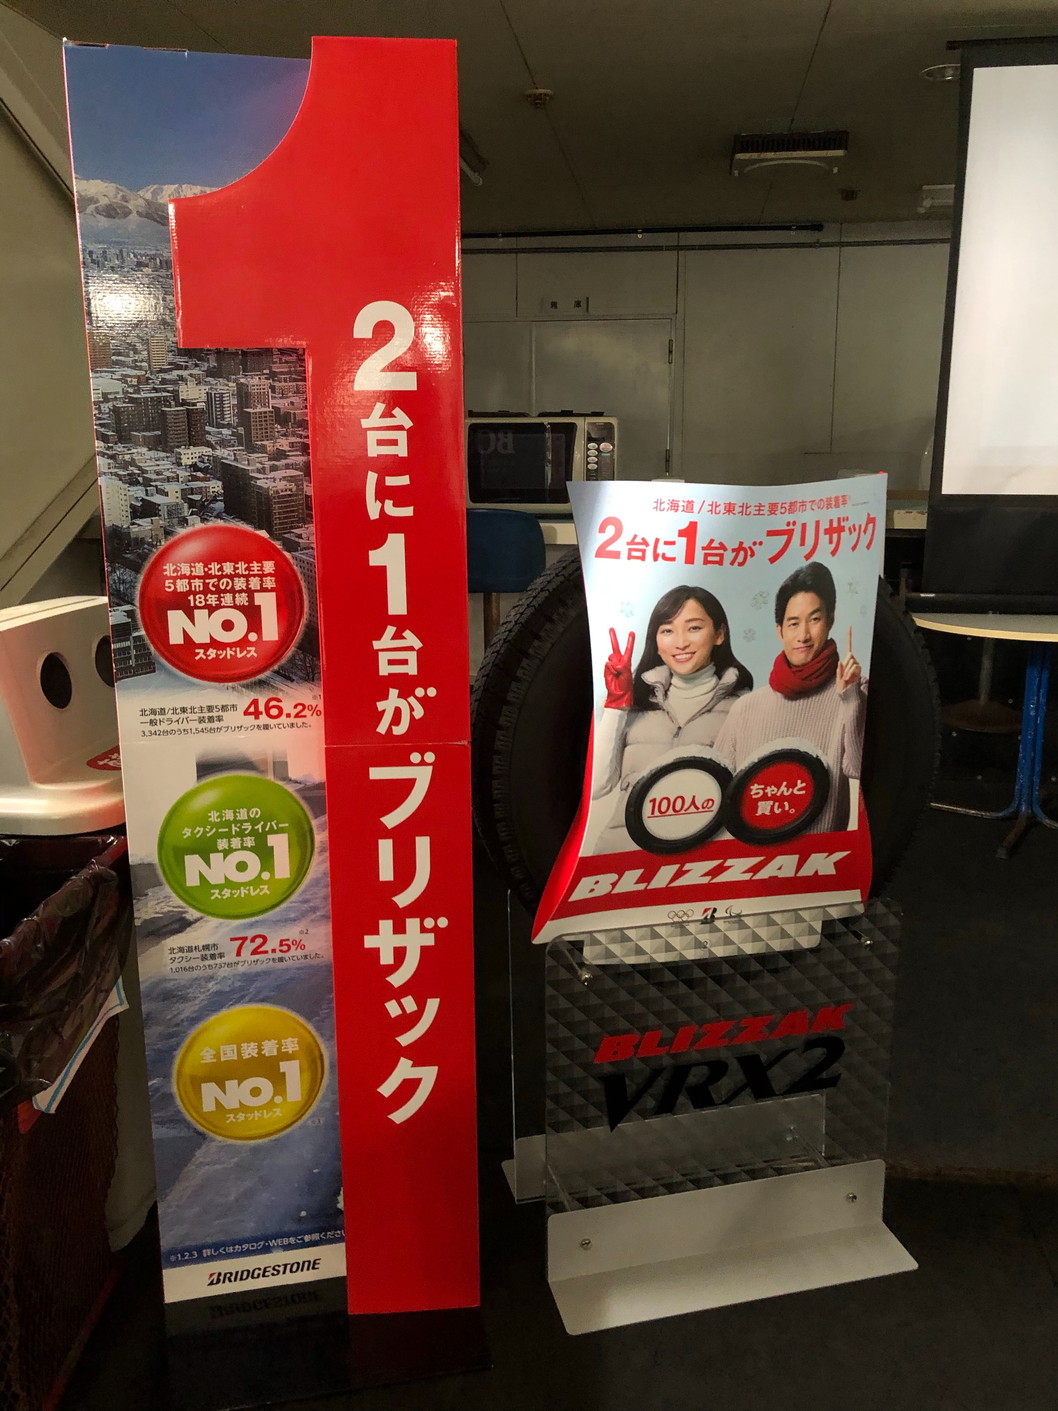 2台に1台がブリザック
北海道・北東北主要
5都市での装着率
18年連続
NO.1
スタッドレス
北海道/北東北主要5都市
一般ドライバー装着率
46.2%
※1
3,342台のうち1,545台がブリザックを履いていました。
北海道の
タクシードライバー
装着率
NO.1
スタッドレス
北海道札幌市
タクシー装着率
72.5%
※2
1,016台のうち737台がブリザックを履いていました。
全国装着率
NO.1
スタッドレス
※3
※1.2.3 詳しくはカタログ・WEBをご参照ください
BRIDGESTONE
北海道/北東北主要5都市での装着率
2台に1台がブリザック
100人の
ちゃんと
買い。
BLIZZAK
BLIZZAK
VRX2